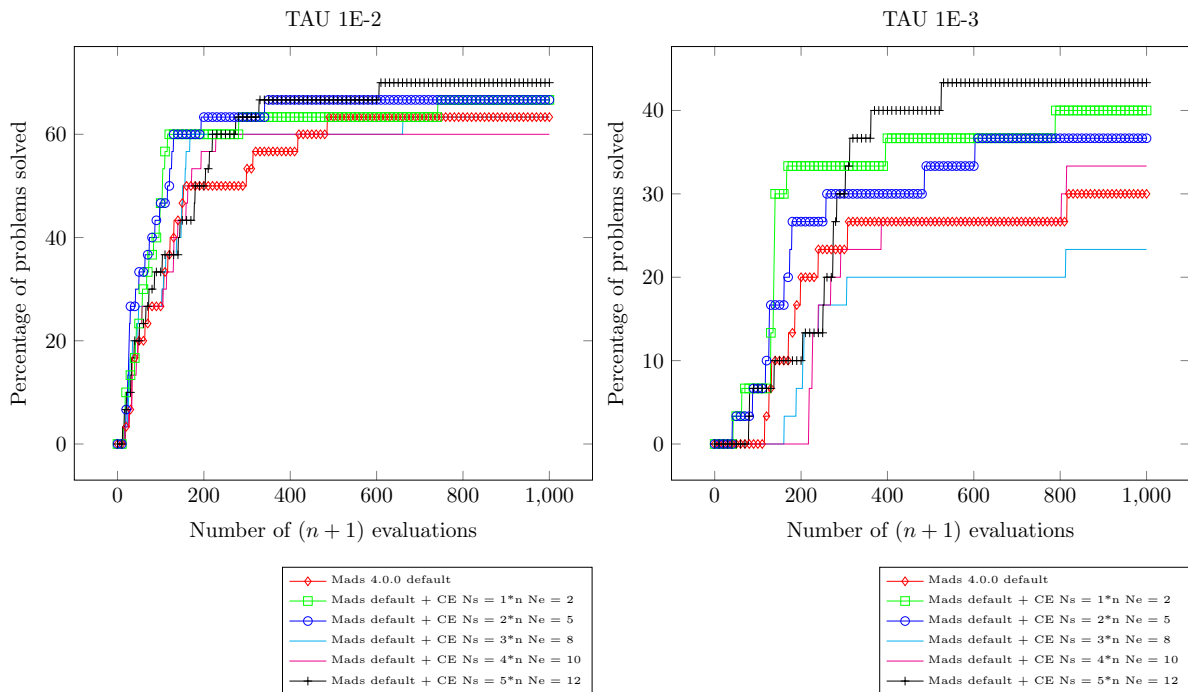 TAU 1E-2
Percentage of problems solved
60
40
20
0
0 200 400 600 800 1,000
Number of (n + 1) evaluations
Mads 4.0.0 default
Mads default + CE Ns = 1*n Ne = 2
Mads default + CE Ns = 2*n Ne = 5
Mads default + CE Ns = 3*n Ne = 8
Mads default + CE Ns = 4*n Ne = 10
Mads default + CE Ns = 5*n Ne = 12
TAU 1E-3
Percentage of problems solved
40
30
20
10
0
0 200 400 600 800 1,000
Number of (n + 1) evaluations
Mads 4.0.0 default
Mads default + CE Ns = 1*n Ne = 2
Mads default + CE Ns = 2*n Ne = 5
Mads default + CE Ns = 3*n Ne = 8
Mads default + CE Ns = 4*n Ne = 10
Mads default + CE Ns = 5*n Ne = 12